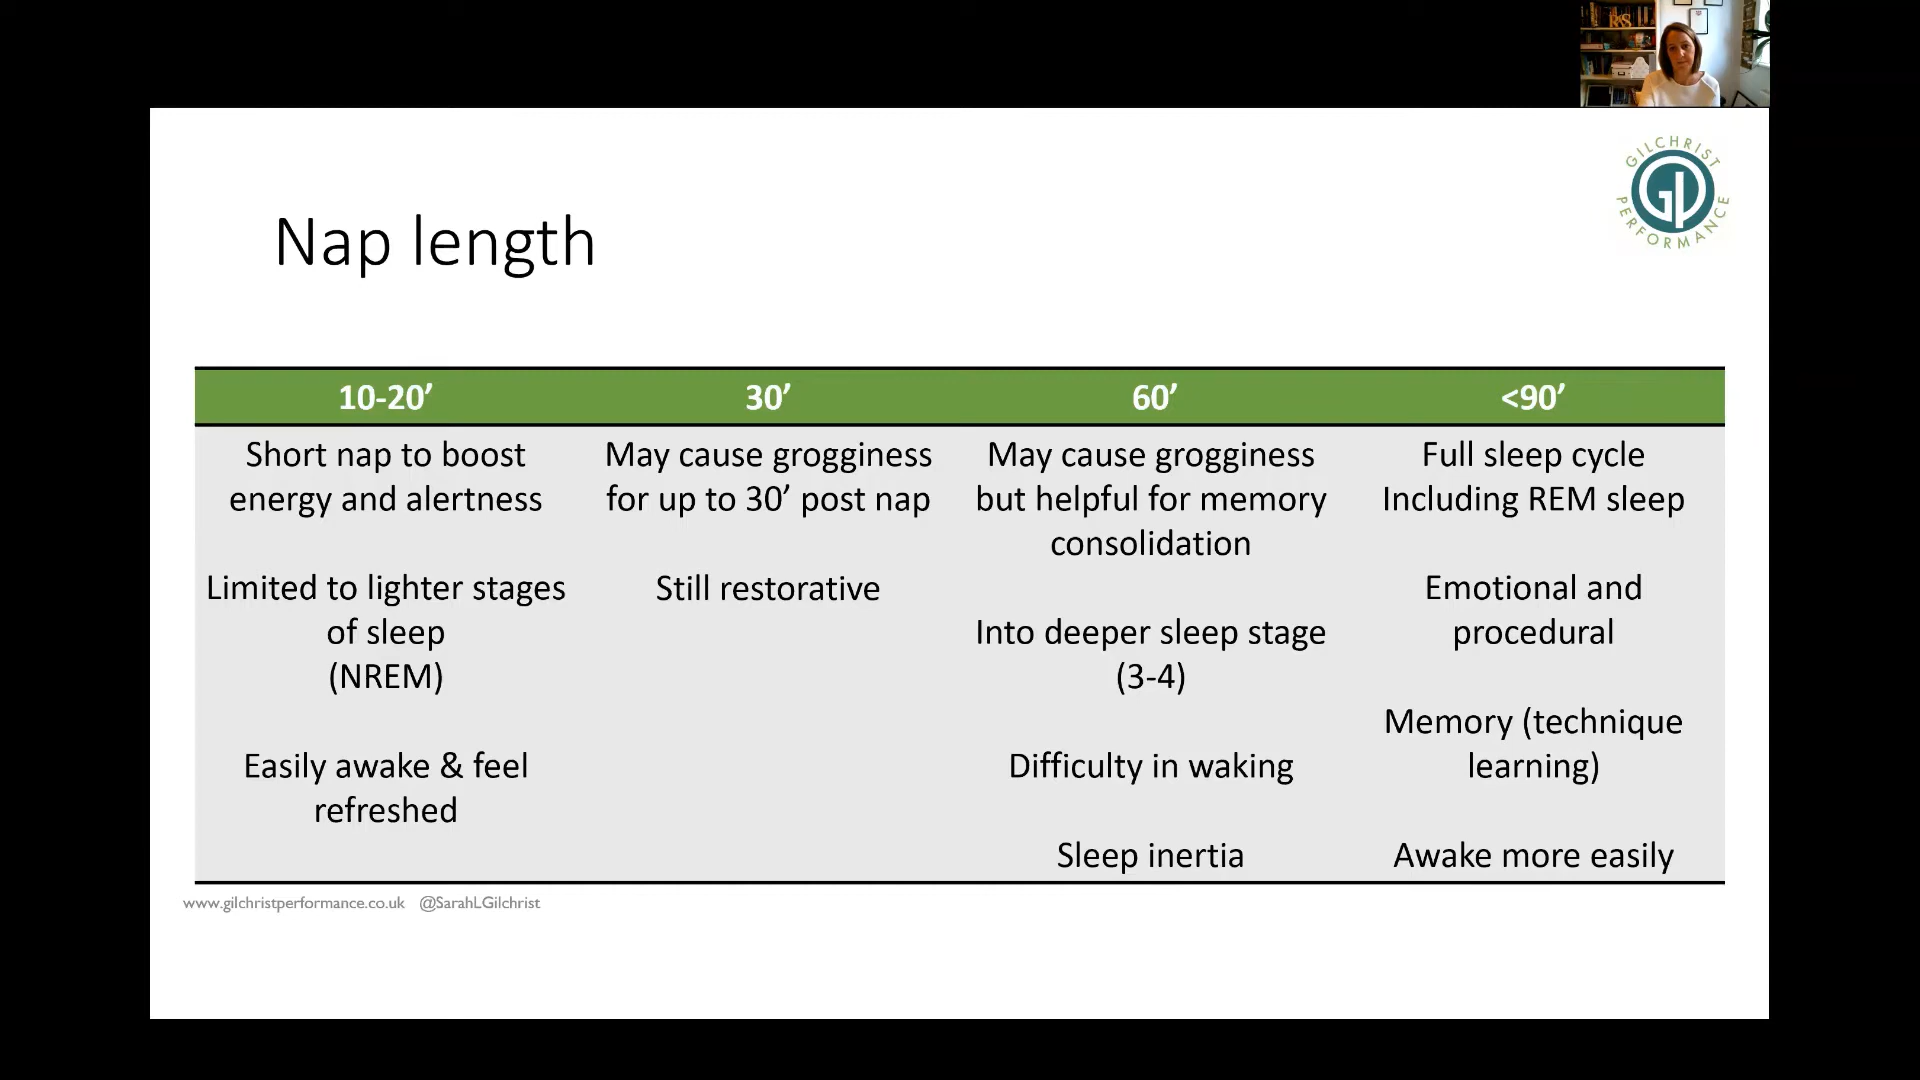 GILCHRIST
PERFORMANCE
Nap length
10-20’
30’
60’
<90’
Short nap to boost
energy and alertness
Limited to lighter stages
of sleep
(NREM)
Easily awake & feel
refreshed
May cause grogginess
for up to 30’ post nap
Still restorative
May cause grogginess
but helpful for memory
consolidation
Into deeper sleep stage
(3-4)
Difficulty in waking
Sleep inertia
Full sleep cycle
Including REM sleep
Emotional and
procedural
Memory (technique
learning)
Awake more easily
www.gilchristperformance.co.uk @SarahLGilchrist